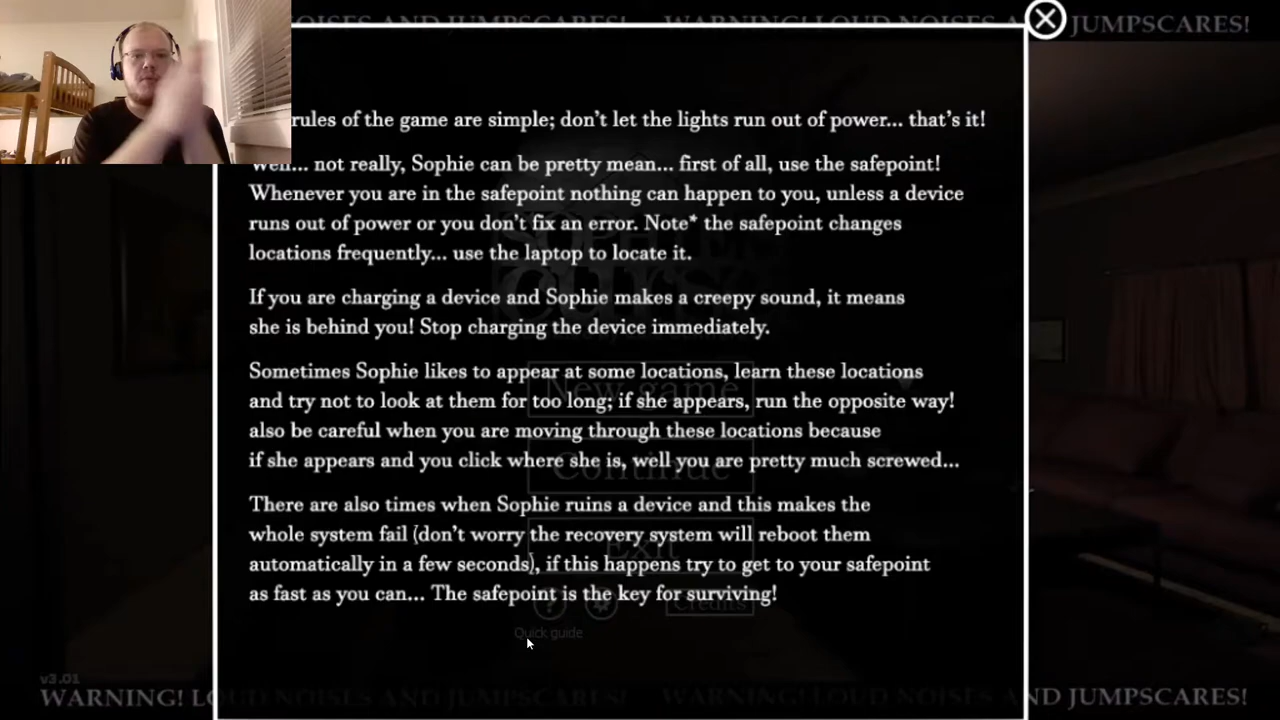 WARNING! LOUD NOISES AND JUMPSCARES!
rules of the game are simple; don't let the lights run out of power... that's it!
Well... not really, Sophie can be pretty mean... first of all, use the safepoint!
Whenever you are in the safepoint nothing can happen to you, unless a device
runs out of power or you don't fix an error. Note* the safepoint changes
locations frequently... use the laptop to locate it.
If you are charging a device and Sophie makes a creepy sound, it means
she is behind you! Stop charging the device immediately.
Sometimes Sophie likes to appear at some locations, learn these locations
and try not to look at them for too long; if she appears, run the opposite way!
also be careful when you are moving through these locations because
if she appears and you click where she is, well you are pretty much screwed...
There are also times when Sophie ruins a device and this makes the
whole system fail (don't worry the recovery system will reboot them
automatically in a few seconds), if this happens try to get to your safepoint
as fast as you can... The safepoint is the key for surviving!
New game
Continue
Exit
Credits
Quick guide
v3.01
WARNING! LOUD NOISES AND JUMPSCARES! WARNING! LOUD NOISES AND JUMPSCARES!